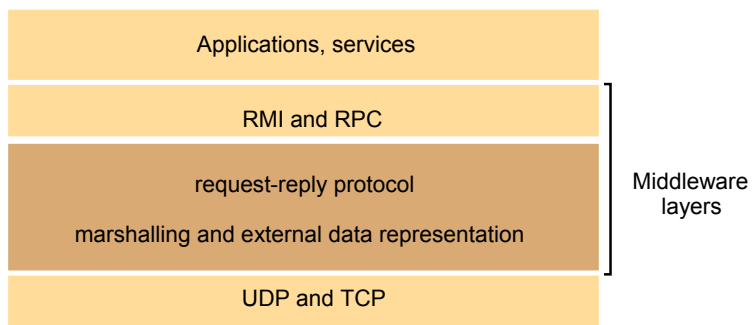 Applications, services
RMI and RPC
request-reply protocol
marshalling and external data representation
UDP and TCP
Middleware
layers